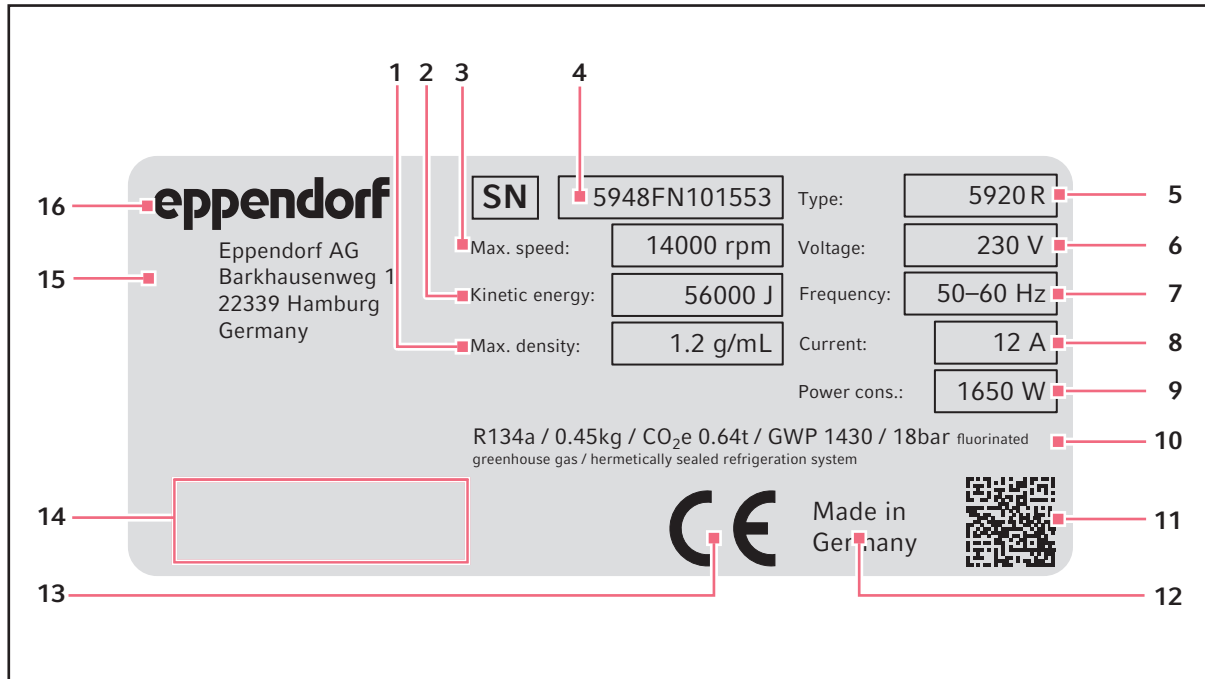 1 2 3 4
16 eppendorf SN 5948FN101553 Type: 5920 R 5
Eppendorf AG Max. speed: 14000 rpm Voltage: 230 V 6
15 Barkhausenweg 1
22339 Hamburg Kinetic energy: 56000 J Frequency: 50–60 Hz 7
Germany Max. density: 1.2 g/mL Current: 12 A 8
Power cons.: 1650 W 9
R134a / 0.45kg / CO₂e 0.64t / GWP 1430 / 18bar fluorinated 10
greenhouse gas / hermetically sealed refrigeration system
14 Made in 11
Germany
13 CE 12